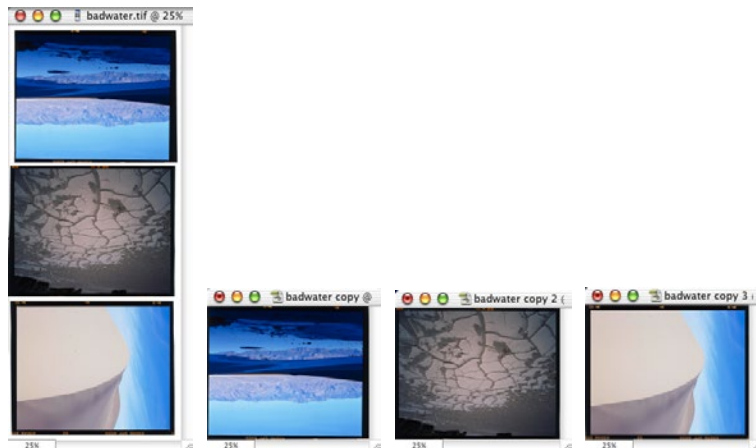 badwater.tif @ 25%
25%
badwater copy @
25%
badwater copy 2 (
25%
badwater copy 3
25%